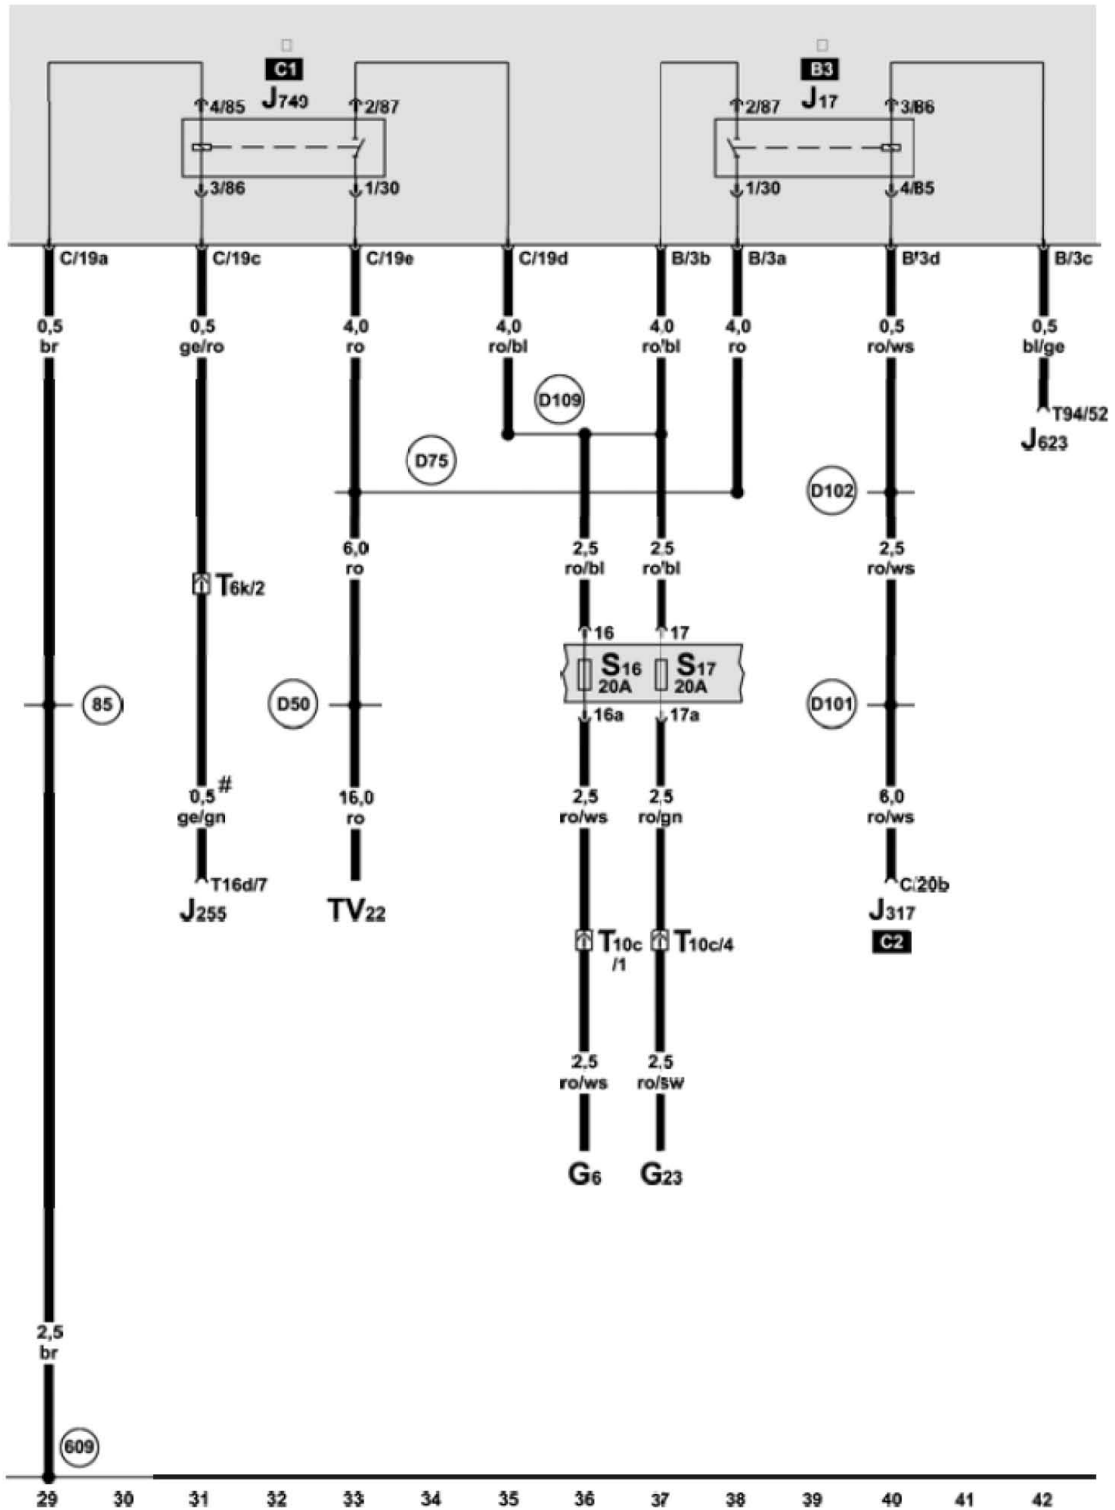 C1 B3
J749 J17
4/85 2/87 2/87 3/86
3/86 1/30 1/30 4/85
C/19a C/19c C/19e C/19d B/3b B/3a B/3d B/3c
0,5 0,5 4,0 4,0 4,0 4,0 0,5 0,5
br ge/ro ro ro/bl ro/bl ro ro/ws bl/ge
D109
T94/52
J623
D75
D102
6,0 2,5 2,5 2,5
ro ro/bl ro/bl ro/ws
T6k/2
16 17
S16 S17
20A 20A
85 D50 D101
16a 17a
#
0,5 16,0 2,5 2,5 6,0
ge/gn ro ro/ws ro/gn ro/ws
T16d/7 C/20b
J255 TV22 J317
C2
T10c T10c/4
/1
2,5 2,5
ro/ws ro/sw
G6 G23
2,5
br
609
29 30 31 32 33 34 35 36 37 38 39 40 41 42